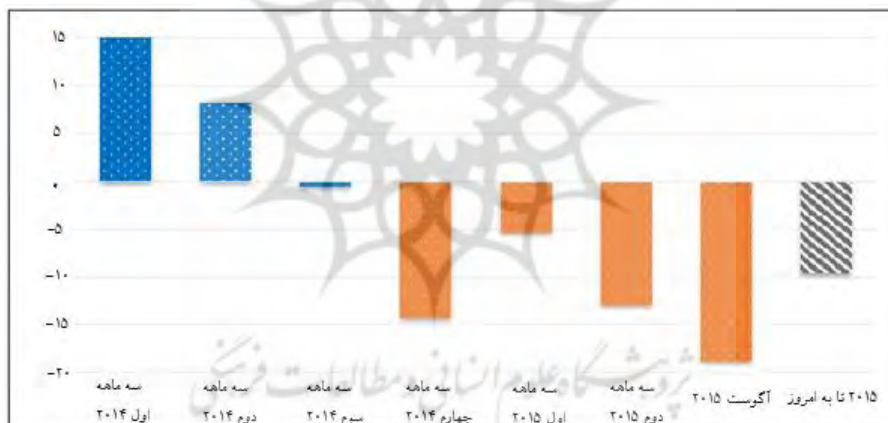 ۱۵
۱۰
۵
۰
-۵
-۱۰
-۱۵
-۲۰
سه ماهه اول ۲۰۱۴
سه ماهه دوم ۲۰۱۴
سه ماهه سوم ۲۰۱۴
سه ماهه چهارم ۲۰۱۴
سه ماهه اول ۲۰۱۵
سه ماهه دوم ۲۰۱۵
آگوست ۲۰۱۵
۲۰۱۵ تا به امروز
پژوهشگاه علوم انسانی و مطالعات فرهنگی